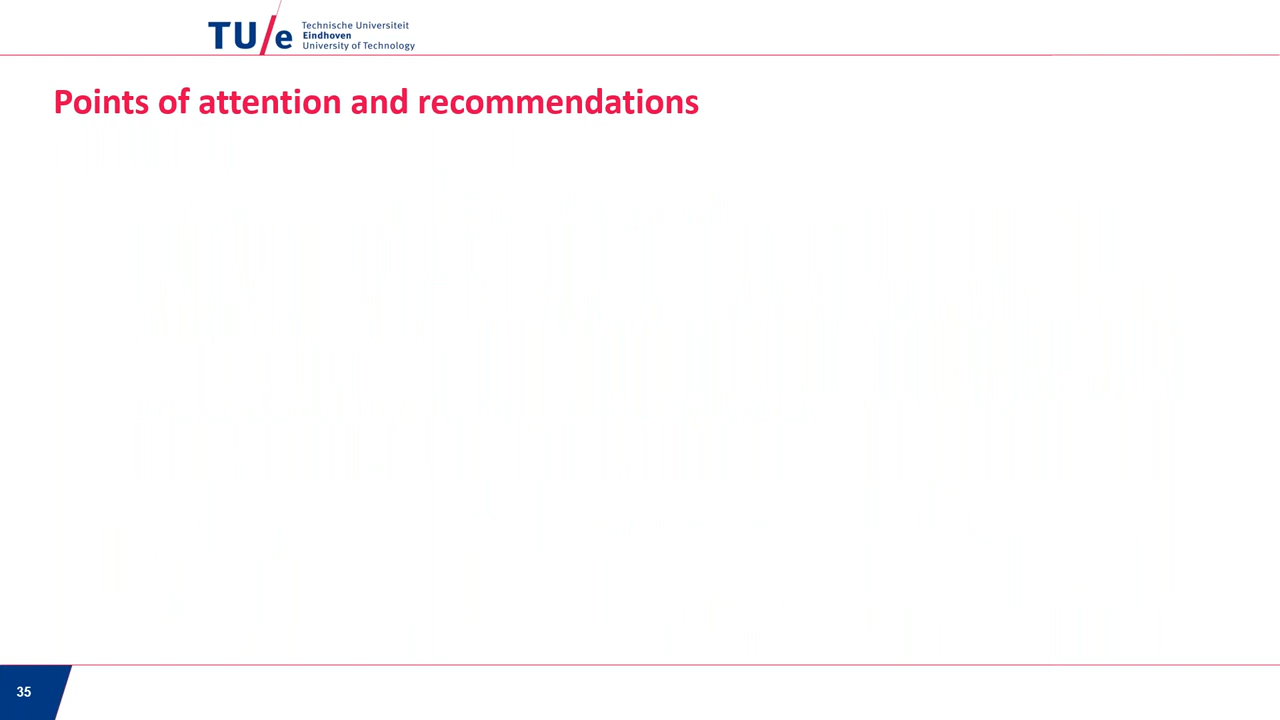 TU/e
Technische Universiteit
Eindhoven
University of Technology
Points of attention and recommendations
35